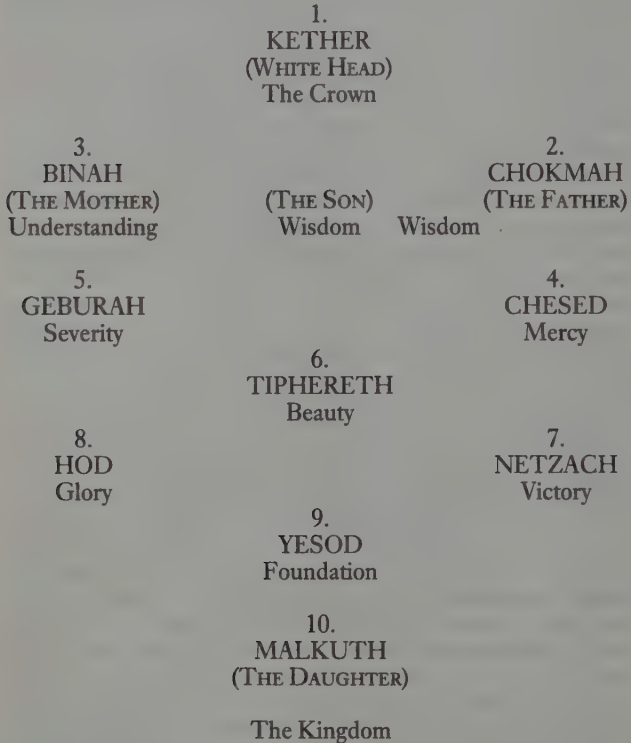 1.
KETHER
(WHITE HEAD)
The Crown
3.
BINAH
(THE MOTHER)
Understanding
(THE SON)
Wisdom Wisdom
2.
CHOKMAH
(THE FATHER)
5.
GEBURAH
Severity
4.
CHESED
Mercy
6.
TIPHERETH
Beauty
8.
HOD
Glory
7.
NETZACH
Victory
9.
YESOD
Foundation
10.
MALKUTH
(THE DAUGHTER)
The Kingdom